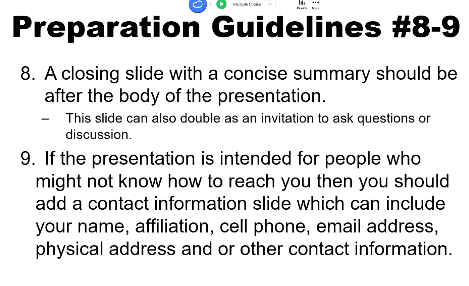 Multiple Choice
Preparation Guidelines #8-9
8. A closing slide with a concise summary should be
after the body of the presentation.
– This slide can also double as an invitation to ask questions or
discussion.
9. If the presentation is intended for people who
might not know how to reach you then you should
add a contact information slide which can include
your name, affiliation, cell phone, email address,
physical address and or other contact information.